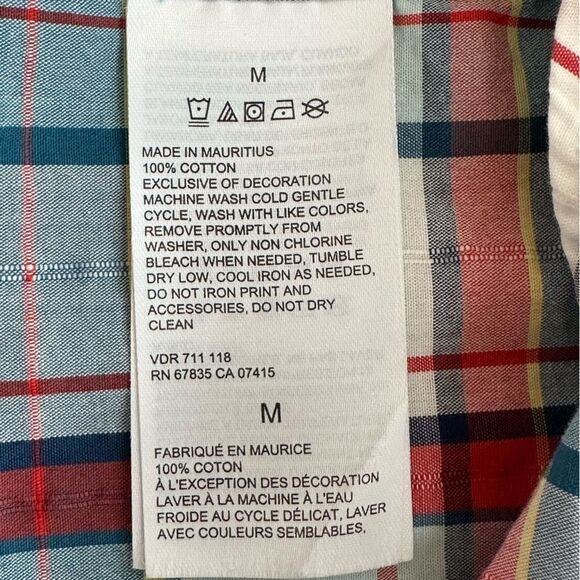 M
MADE IN MAURITIUS
100% COTTON
EXCLUSIVE OF DECORATION
MACHINE WASH COLD GENTLE
CYCLE, WASH WITH LIKE COLORS,
REMOVE PROMPTLY FROM
WASHER, ONLY NON CHLORINE
BLEACH WHEN NEEDED, TUMBLE
DRY LOW, COOL IRON AS NEEDED,
DO NOT IRON PRINT AND
ACCESSORIES, DO NOT DRY
CLEAN
VDR 711 118
RN 67835 CA 07415
M
FABRIQUÉ EN MAURICE
100% COTON
À L'EXCEPTION DES DÉCORATION
LAVER À LA MACHINE À L'EAU
FROIDE AU CYCLE DÉLICAT, LAVER
AVEC COULEURS SEMBLABLES,